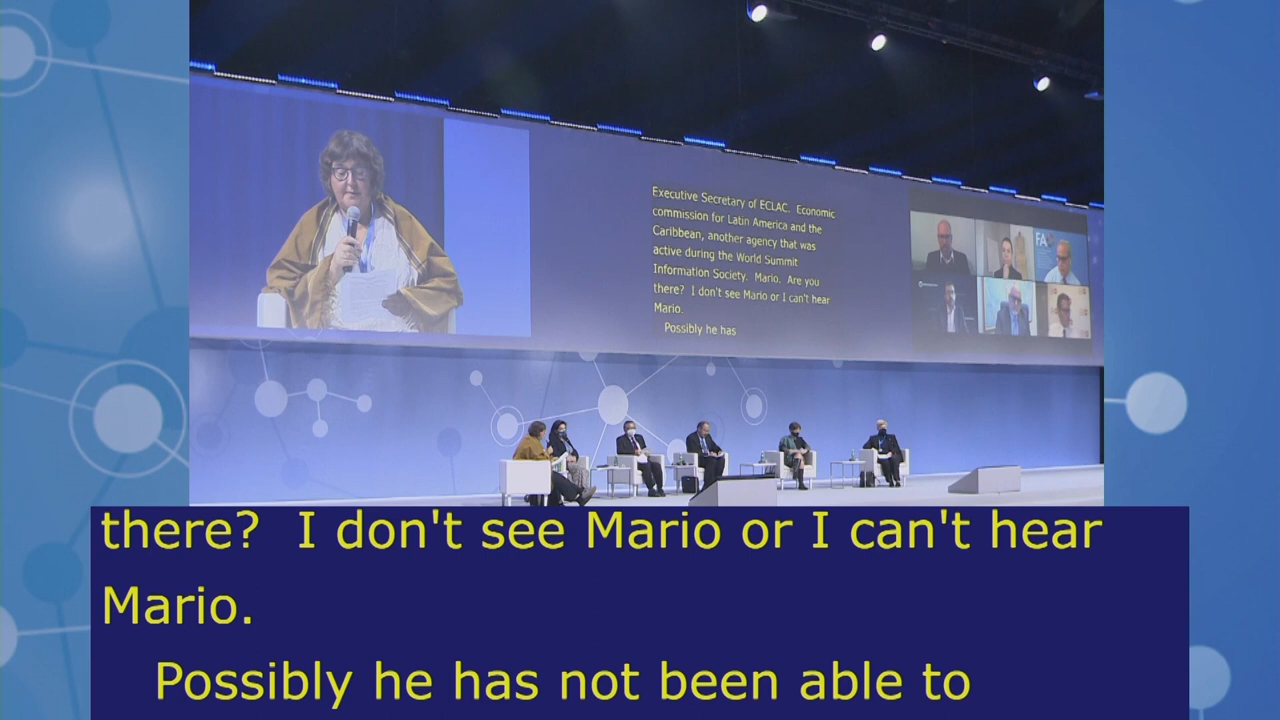 Executive Secretary of ECLAC. Economic
commission for Latin America and the
Caribbean, another agency that was
active during the World Summit
Information Society. Mario. Are you
there? I don't see Mario or I can't hear
Mario.
Possibly he has
FA
there? I don't see Mario or I can't hear
Mario.
Possibly he has not been able to